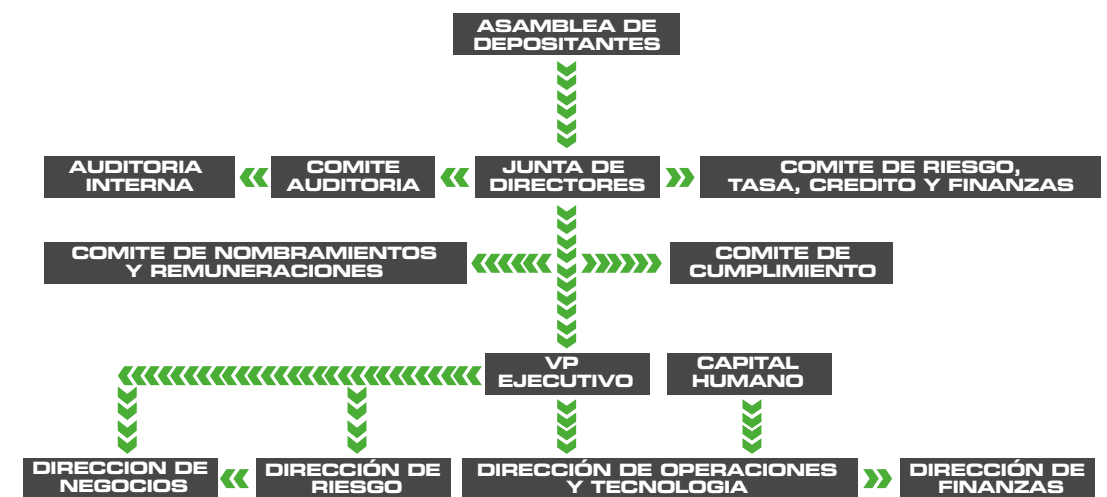 ASAMBLEA DE
DEPOSITANTES
AUDITORIA
INTERNA
COMITE
AUDITORIA
JUNTA DE
DIRECTORES
COMITE DE RIESGO,
TASA, CREDITO Y FINANZAS
COMITE DE NOMBRAMIENTOS
Y REMUNERACIONES
COMITE DE
CUMPLIMIENTO
VP
EJECUTIVO
CAPITAL
HUMANO
DIRECCION DE
NEGOCIOS
DIRECCIÓN DE
RIESGO
DIRECCIÓN DE OPERACIONES
Y TECNOLOGIA
DIRECCIÓN DE
FINANZAS